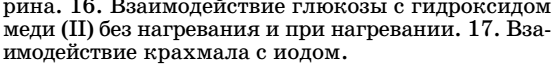 рина. 16. Взаимодействие глюкозы с гидроксидом
меди (II) без нагревания и при нагревании. 17. Вза-
имодействие крахмала с иодом.